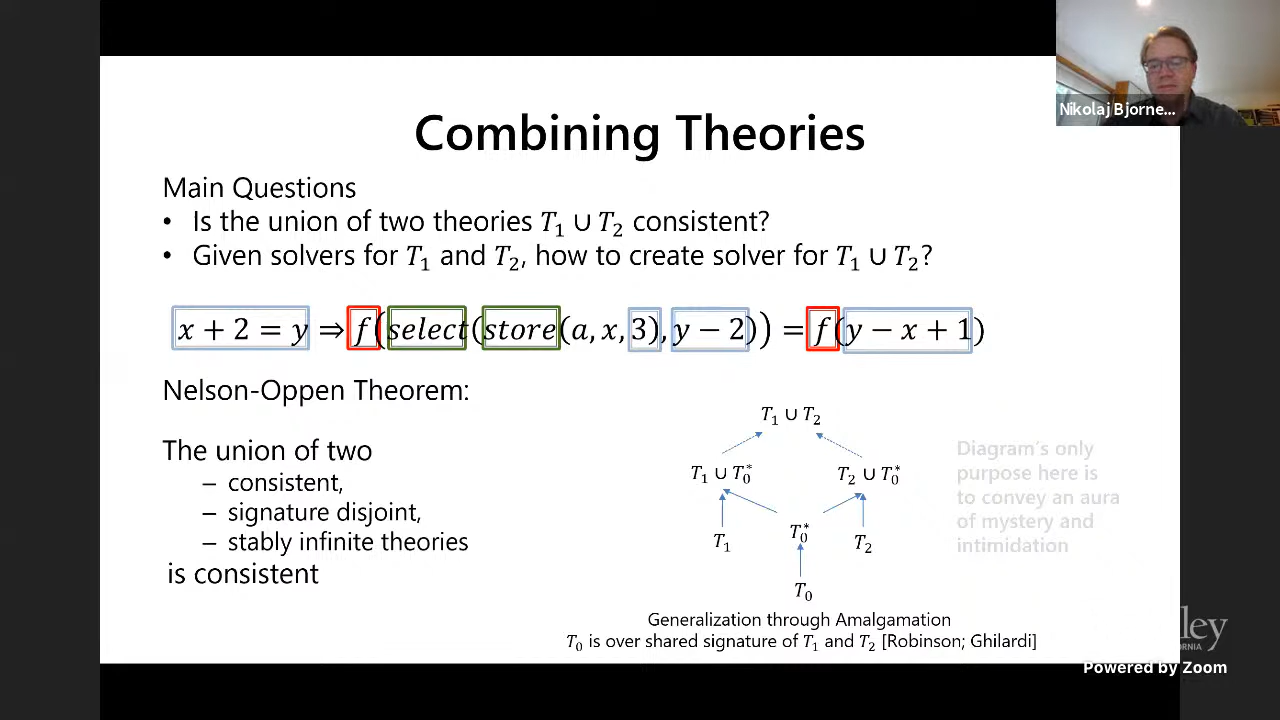 Nikolaj Bjorne...
Combining Theories
Main Questions
• Is the union of two theories T₁ ∪ T₂ consistent?
• Given solvers for T₁ and T₂, how to create solver for T₁ ∪ T₂?
x + 2 = y ⇒ f(select(store(a, x, 3), y − 2)) = f(y − x + 1)
Nelson-Oppen Theorem:
The union of two
– consistent,
– signature disjoint,
– stably infinite theories
is consistent
T₁ ∪ T₂
T₁ ∪ T₀* T₂ ∪ T₀*
T₁ T₀* T₂
T₀
Diagram's only
purpose here is
to convey an aura
of mystery and
intimidation
Generalization through Amalgamation
T₀ is over shared signature of T₁ and T₂ [Robinson; Ghilardi]
Powered by Zoom